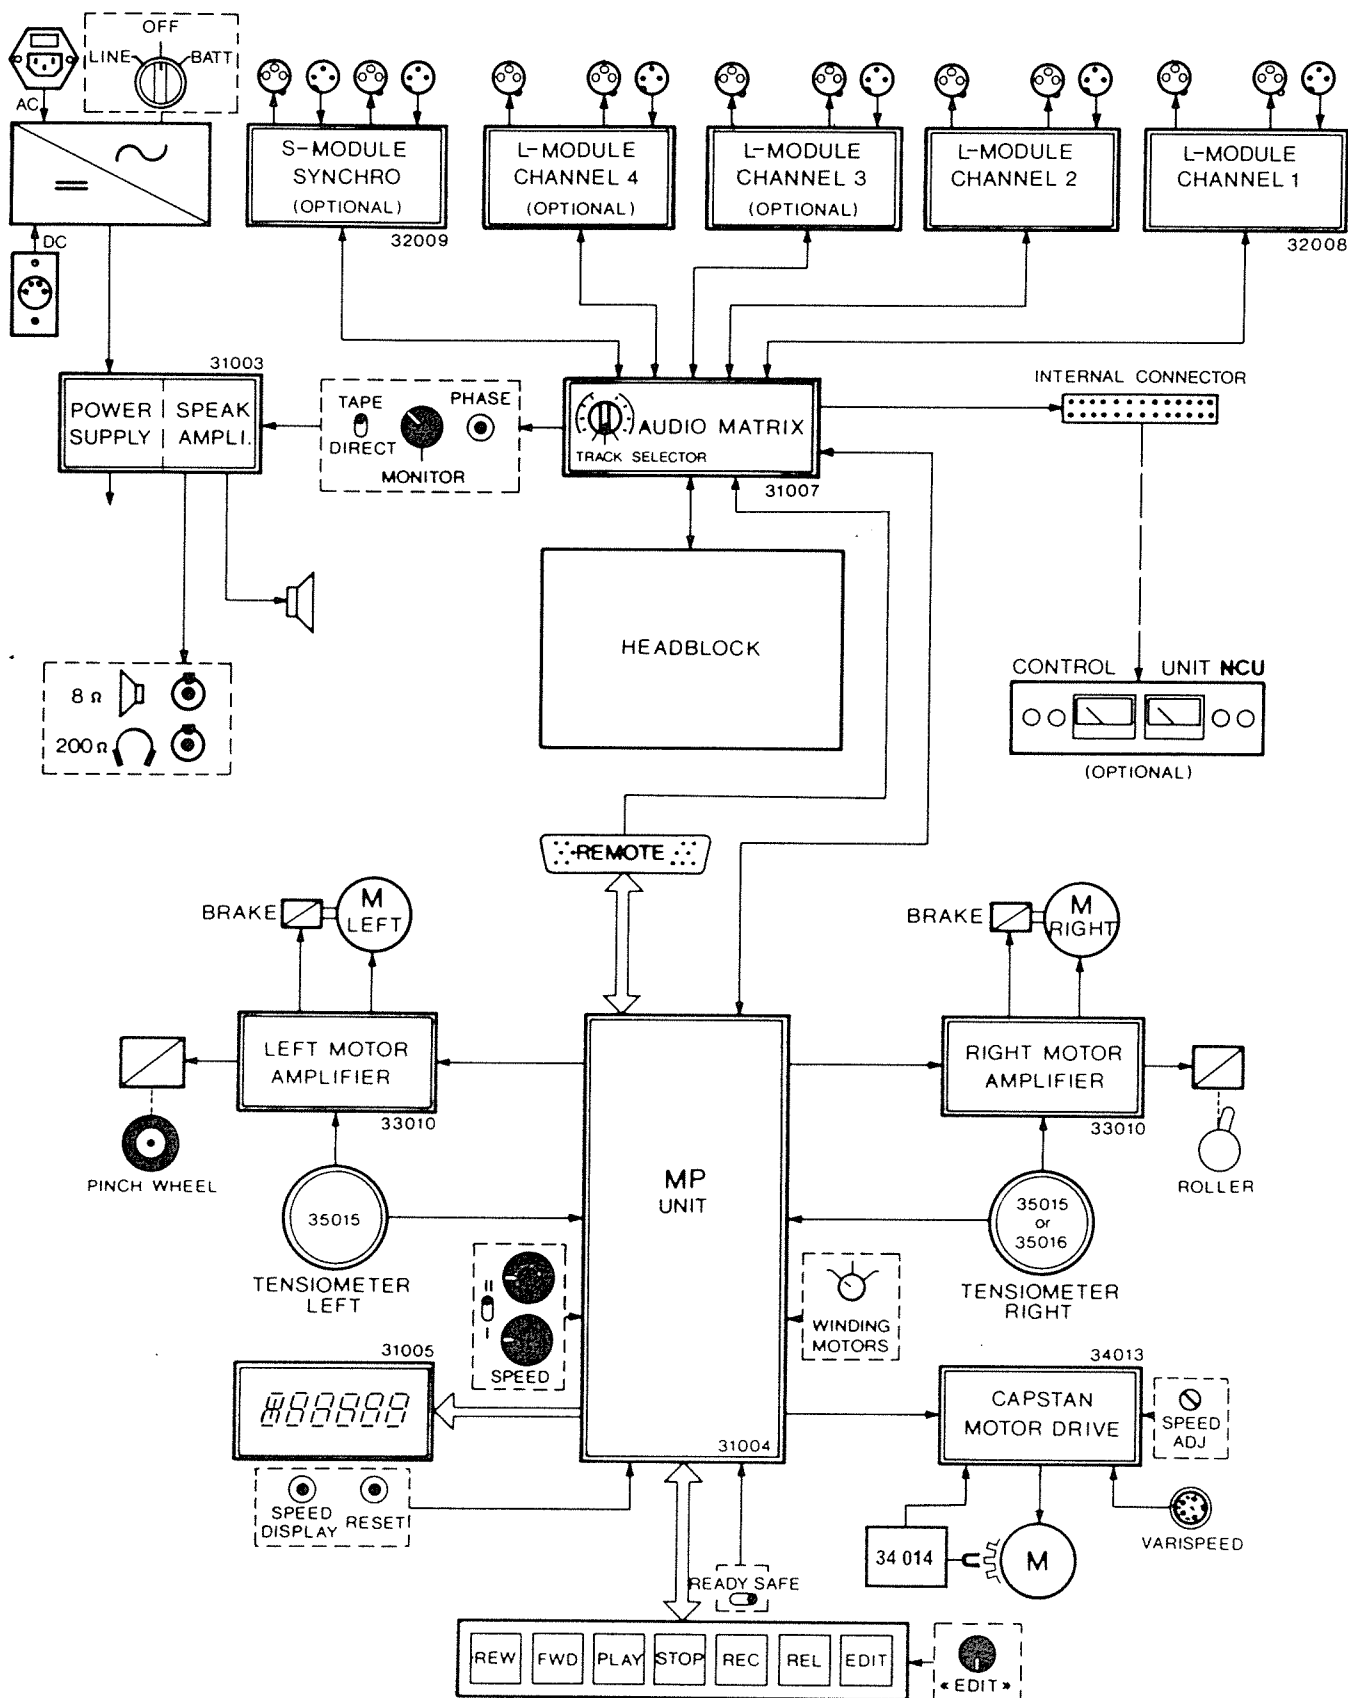 OFF
LINE
BATT
AC
S-MODULE
SYNCHRO
(OPTIONAL)
32009
L-MODULE
CHANNEL 4
(OPTIONAL)
L-MODULE
CHANNEL 3
(OPTIONAL)
L-MODULE
CHANNEL 2
L-MODULE
CHANNEL 1
32008
DC
31003
POWER
SUPPLY
SPEAK
AMPLI.
TAPE
DIRECT
PHASE
MONITOR
AUDIO MATRIX
TRACK SELECTOR
31007
INTERNAL CONNECTOR
HEADBLOCK
8 Ω
200 Ω
CONTROL UNIT NCU
(OPTIONAL)
REMOTE
BRAKE
M
LEFT
BRAKE
M
RIGHT
LEFT MOTOR
AMPLIFIER
33010
RIGHT MOTOR
AMPLIFIER
33010
PINCH WHEEL
ROLLER
MP
UNIT
31004
35015
TENSIOMETER
LEFT
35015
or
35016
TENSIOMETER
RIGHT
SPEED
WINDING
MOTORS
31005
34013
CAPSTAN
MOTOR DRIVE
SPEED
ADJ
SPEED
DISPLAY
RESET
34 014
M
VARISPEED
READY SAFE
REW
FWD
PLAY
STOP
REC
REL
EDIT
« EDIT »